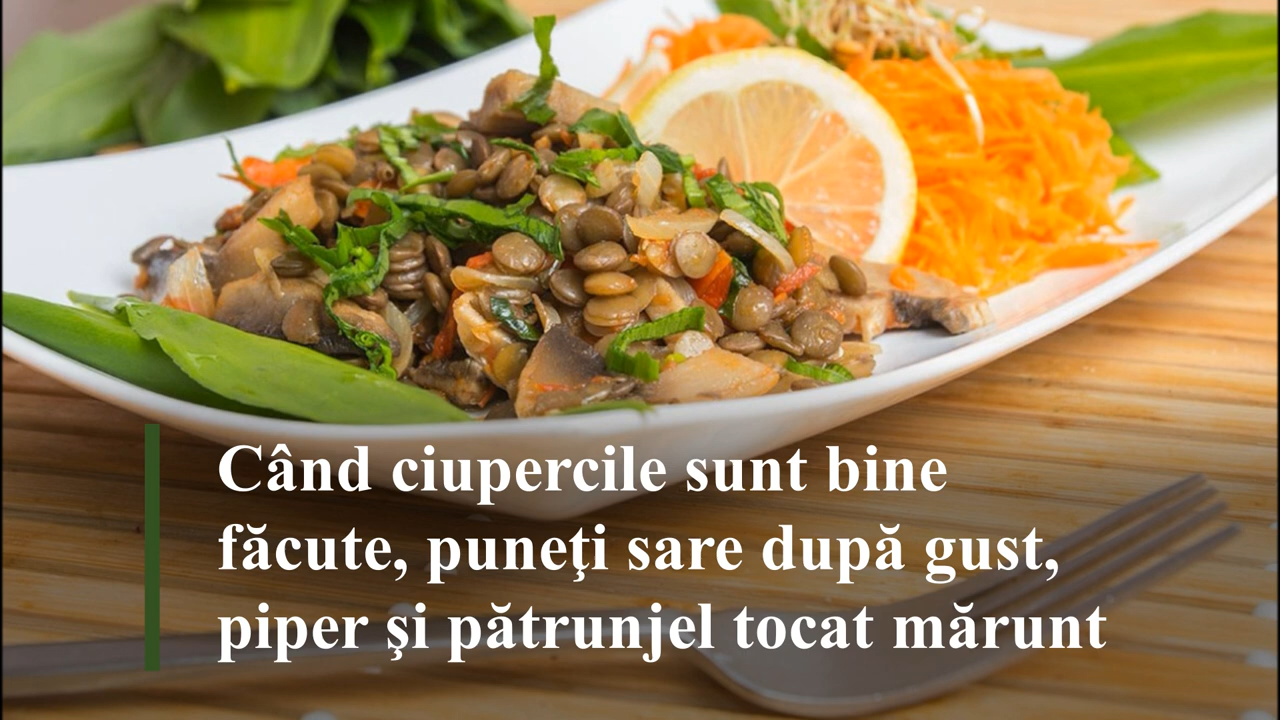 Când ciupercile sunt bine
făcute, puneţi sare după gust,
piper şi pătrunjel tocat mărunt